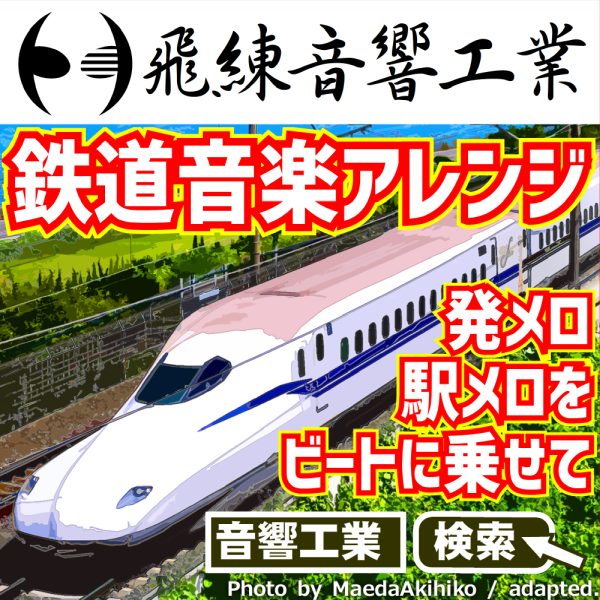 飛練音響工業
鉄道音楽アレンジ
発メロ
駅メロを
ビートに乗せて
音響工業 検索
Photo by MaedaAkihiko / adapted.